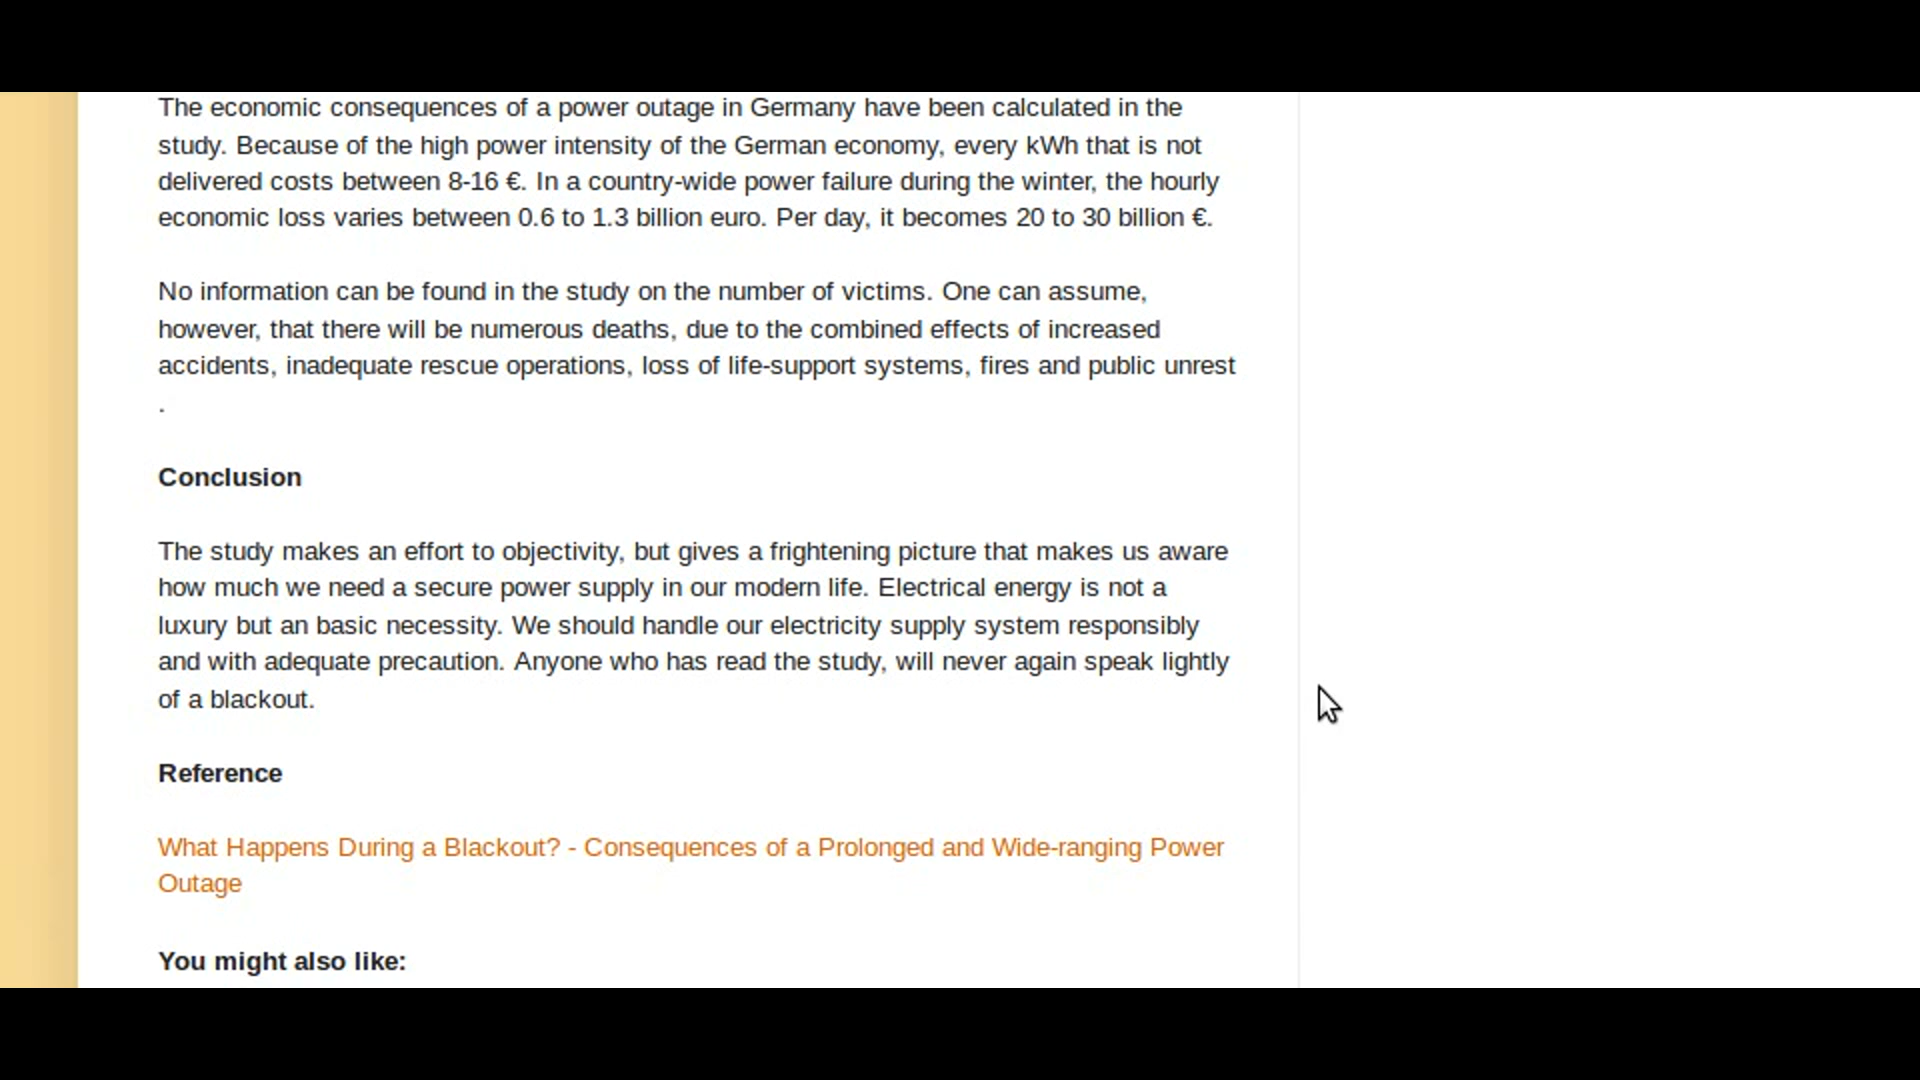 The economic consequences of a power outage in Germany have been calculated in the
study. Because of the high power intensity of the German economy, every kWh that is not
delivered costs between 8-16 €. In a country-wide power failure during the winter, the hourly
economic loss varies between 0.6 to 1.3 billion euro. Per day, it becomes 20 to 30 billion €.
No information can be found in the study on the number of victims. One can assume,
however, that there will be numerous deaths, due to the combined effects of increased
accidents, inadequate rescue operations, loss of life-support systems, fires and public unrest
.
Conclusion
The study makes an effort to objectivity, but gives a frightening picture that makes us aware
how much we need a secure power supply in our modern life. Electrical energy is not a
luxury but an basic necessity. We should handle our electricity supply system responsibly
and with adequate precaution. Anyone who has read the study, will never again speak lightly
of a blackout.
Reference
What Happens During a Blackout? - Consequences of a Prolonged and Wide-ranging Power
Outage
You might also like: